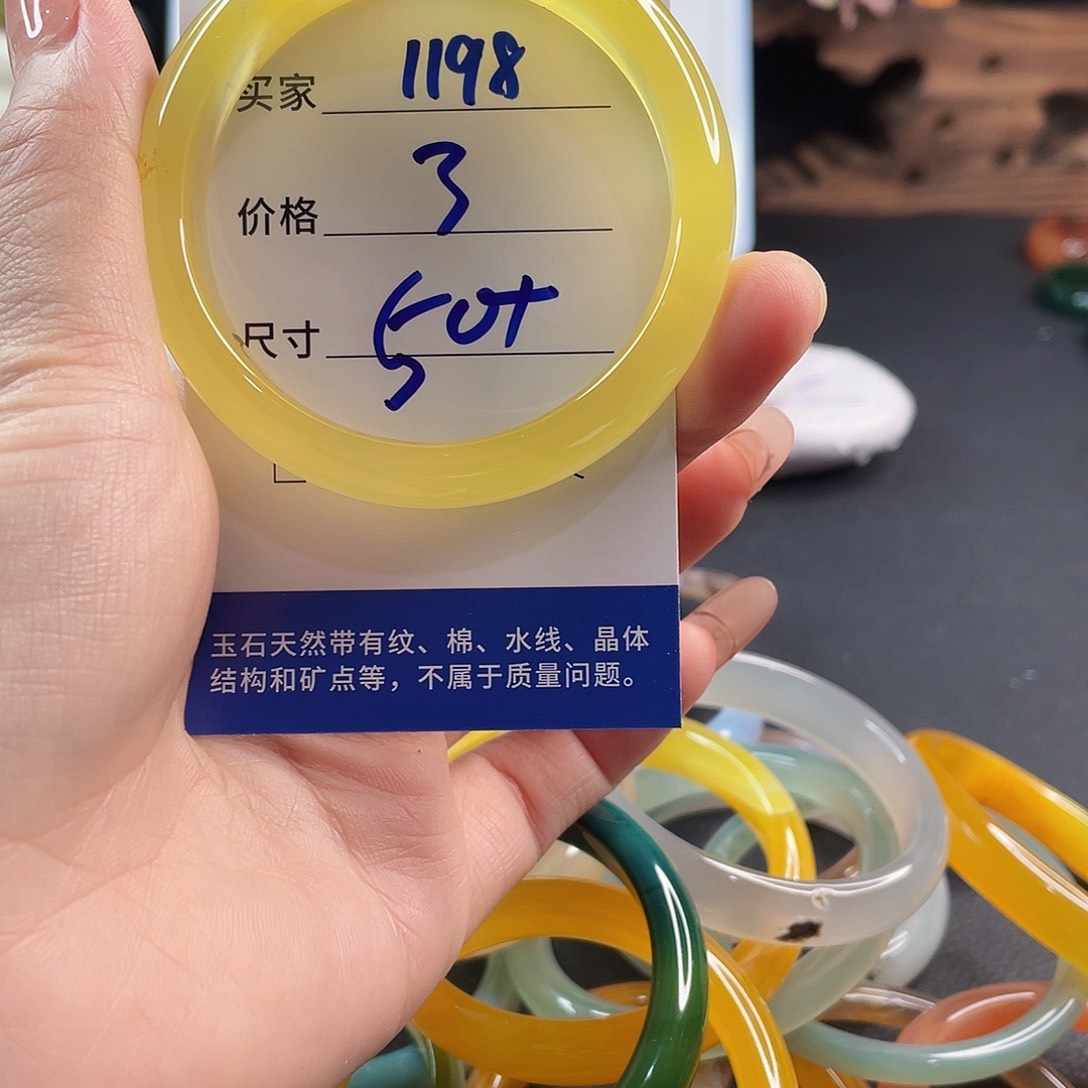 买家 1198
价格 3
尺寸 50+
玉石天然带有纹、棉、水线、晶体
结构和矿点等，不属于质量问题。